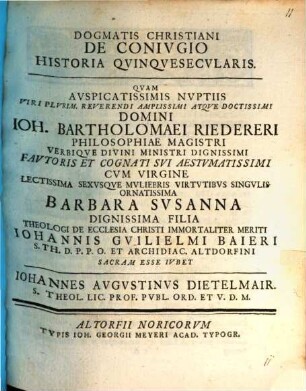 DOGMATIS CHRISTIANI
DE CONIVGIO
HISTORIA QVINQVESECVLARIS.
QVAM
AVSPICATISSIMIS NVPTIIS
VIRI PLVRIM. REVERENDI AMPLISSIMI ATQVE DOCTISSIMI
DOMINI
IOH. BARTHOLOMAEI RIEDERERI
PHILOSOPHIAE MAGISTRI
VERBIQVE DIVINI MINISTRI DIGNISSIMI
FAVTORIS ET COGNATI SVI AESTVMATISSIMI
CVM VIRGINE
LECTISSIMA SEXVSQVE MVLIEBRIS VIRTVTIBVS SINGVLIS
ORNATISSIMA
BARBARA SVSANNA
DIGNISSIMA FILIA
THEOLOGI DE ECCLESIA CHRISTI IMMORTALITER MERITI
IOHANNIS GVILIELMI BAIERI
S. TH. D. P. P. O. ET ARCHIDIAC. ALTDORFINI
SACRAM ESSE IVBET
IOHANNES AVGVSTINVS DIETELMAIR.
S. THEOL. LIC. PROF. PVBL. ORD. ET V. D. M.
ALTORFII NORICORVM
TYPIS IOH. GEORGII MEYERI ACAD. TYPOGR.